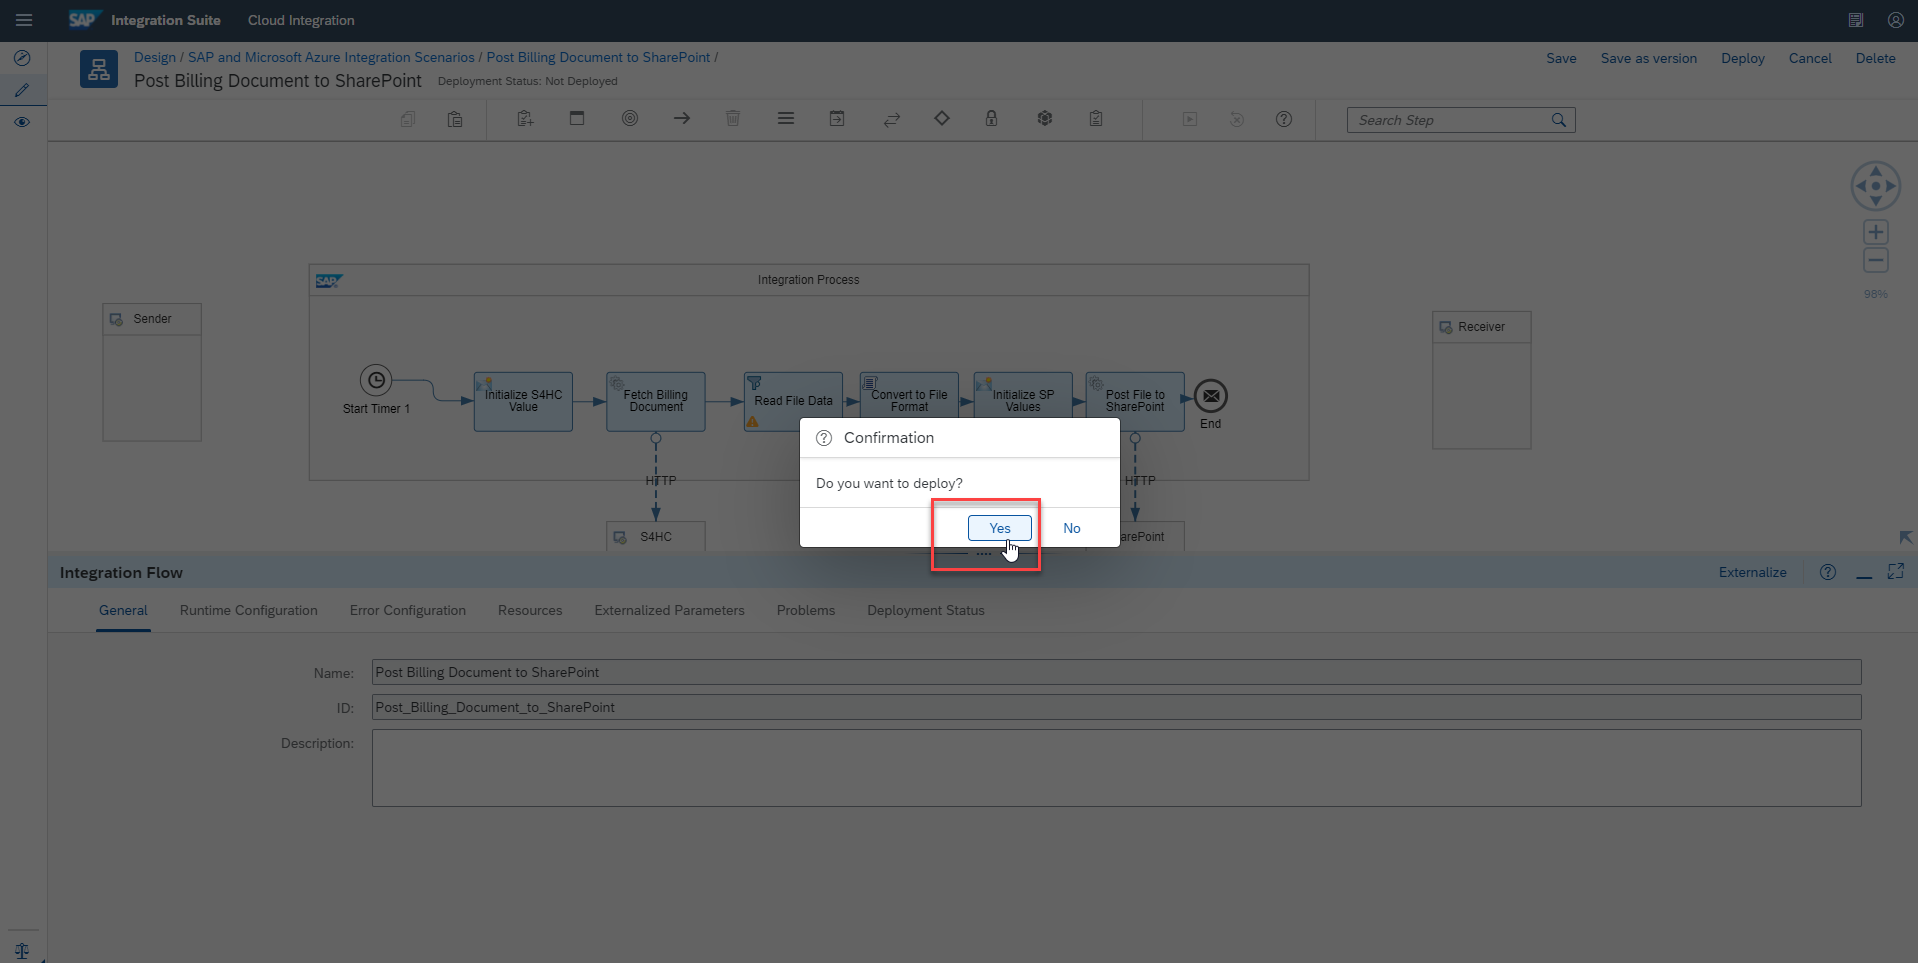 SAP Integration Suite Cloud Integration
Design / SAP and Microsoft Azure Integration Scenarios / Post Billing Document to SharePoint /
Post Billing Document to SharePoint Deployment Status: Not Deployed
Save Save as version Deploy Cancel Delete
Search Step
98%
SAP Integration Process
Sender
Receiver
Start Timer 1
Initialize S4HC
Value
Fetch Billing
Document
Read File Data
Convert to File
Format
Initialize SP
Values
Post File to
SharePoint
End
HTTP
HTTP
S4HC
arePoint
Confirmation
Do you want to deploy?
Yes No
Integration Flow Externalize
General Runtime Configuration Error Configuration Resources Externalized Parameters Problems Deployment Status
Name: Post Billing Document to SharePoint
ID: Post_Billing_Document_to_SharePoint
Description: